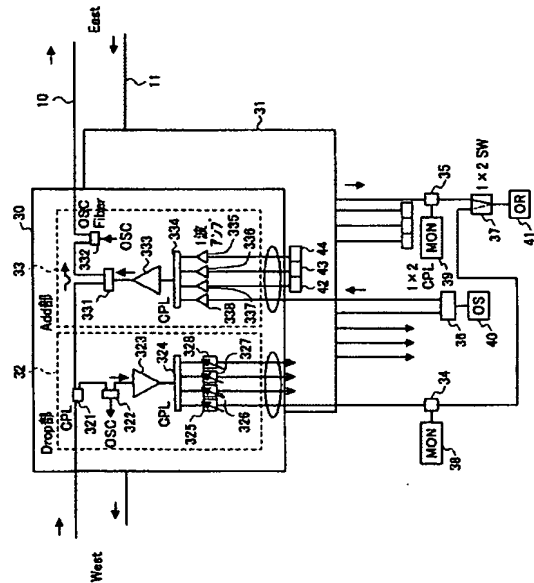 West
East
10
11
30
31
Drop部
32
CPL
321
OSC
322
323
324
CPL
325
326
327
328
Add部
33
OSC
Fiber
332
OSC
331
333
334
CPL
335
1波
アンプ
336
337
338
42
43
44
34
MON
38
36
OS
40
1×2
CPL
MON
39
35
1×2 SW
37
OR
41